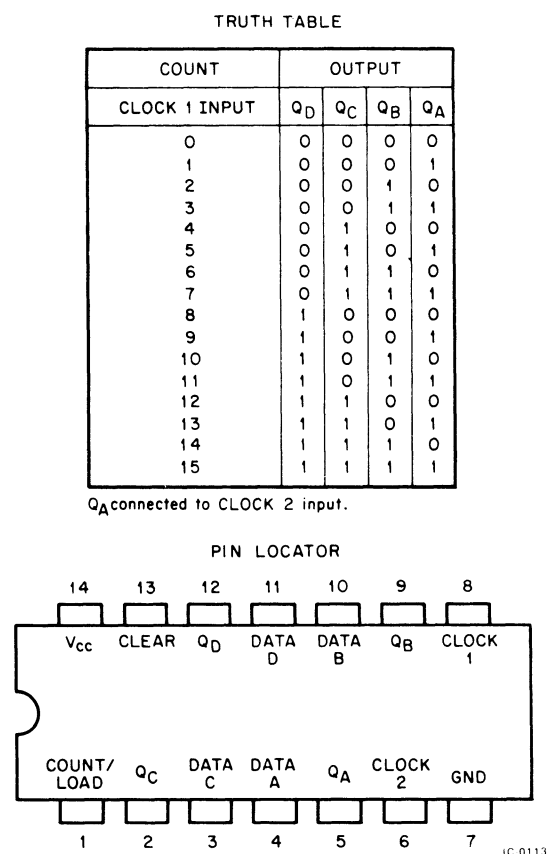 TRUTH TABLE
COUNT OUTPUT
CLOCK 1 INPUT QD QC QB QA
0 0 0 0 0
1 0 0 0 1
2 0 0 1 0
3 0 0 1 1
4 0 1 0 0
5 0 1 0 1
6 0 1 1 0
7 0 1 1 1
8 1 0 0 0
9 1 0 0 1
10 1 0 1 0
11 1 0 1 1
12 1 1 0 0
13 1 1 0 1
14 1 1 1 0
15 1 1 1 1
QA connected to CLOCK 2 input.
PIN LOCATOR
14 13 12 11 10 9 8
Vcc CLEAR QD DATA DATA QB CLOCK
D B 1
COUNT/ DATA DATA CLOCK
LOAD QC C A QA 2 GND
1 2 3 4 5 6 7
IC-0113